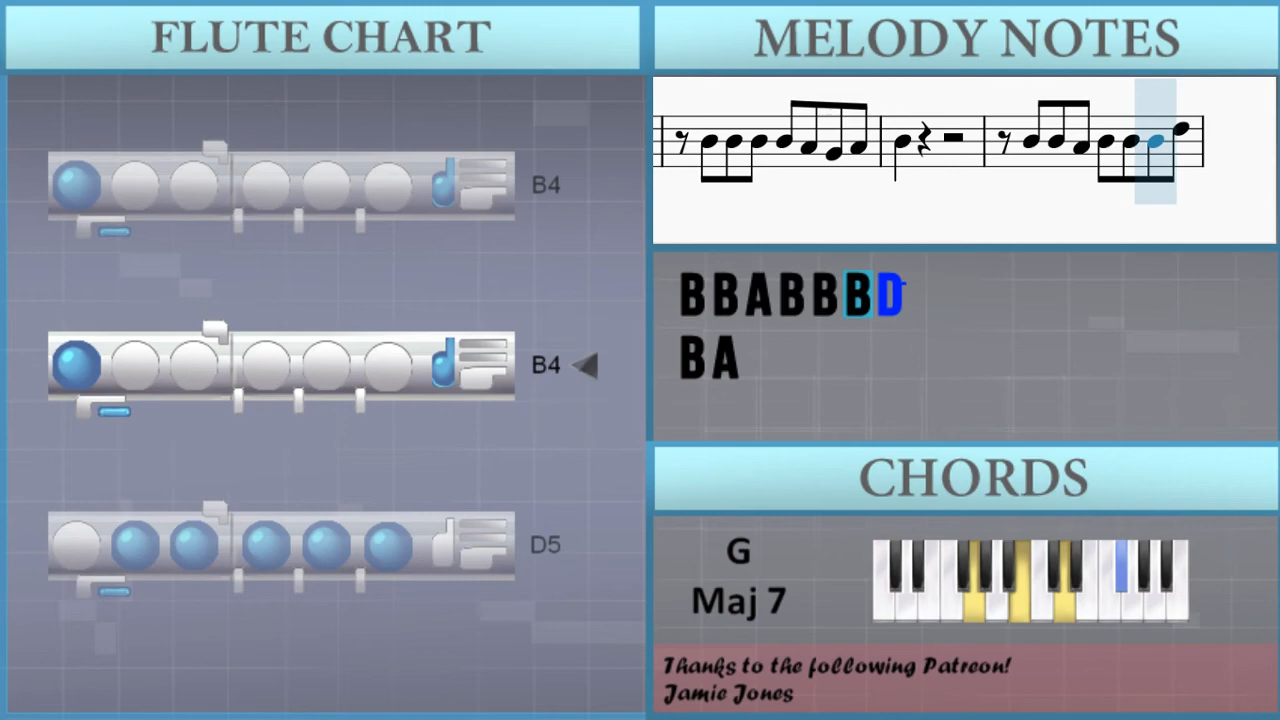 FLUTE CHART
B4
B4
D5
MELODY NOTES
BBABBBD
BA
CHORDS
G
Maj 7
Thanks to the following Patreon!
Jamie Jones